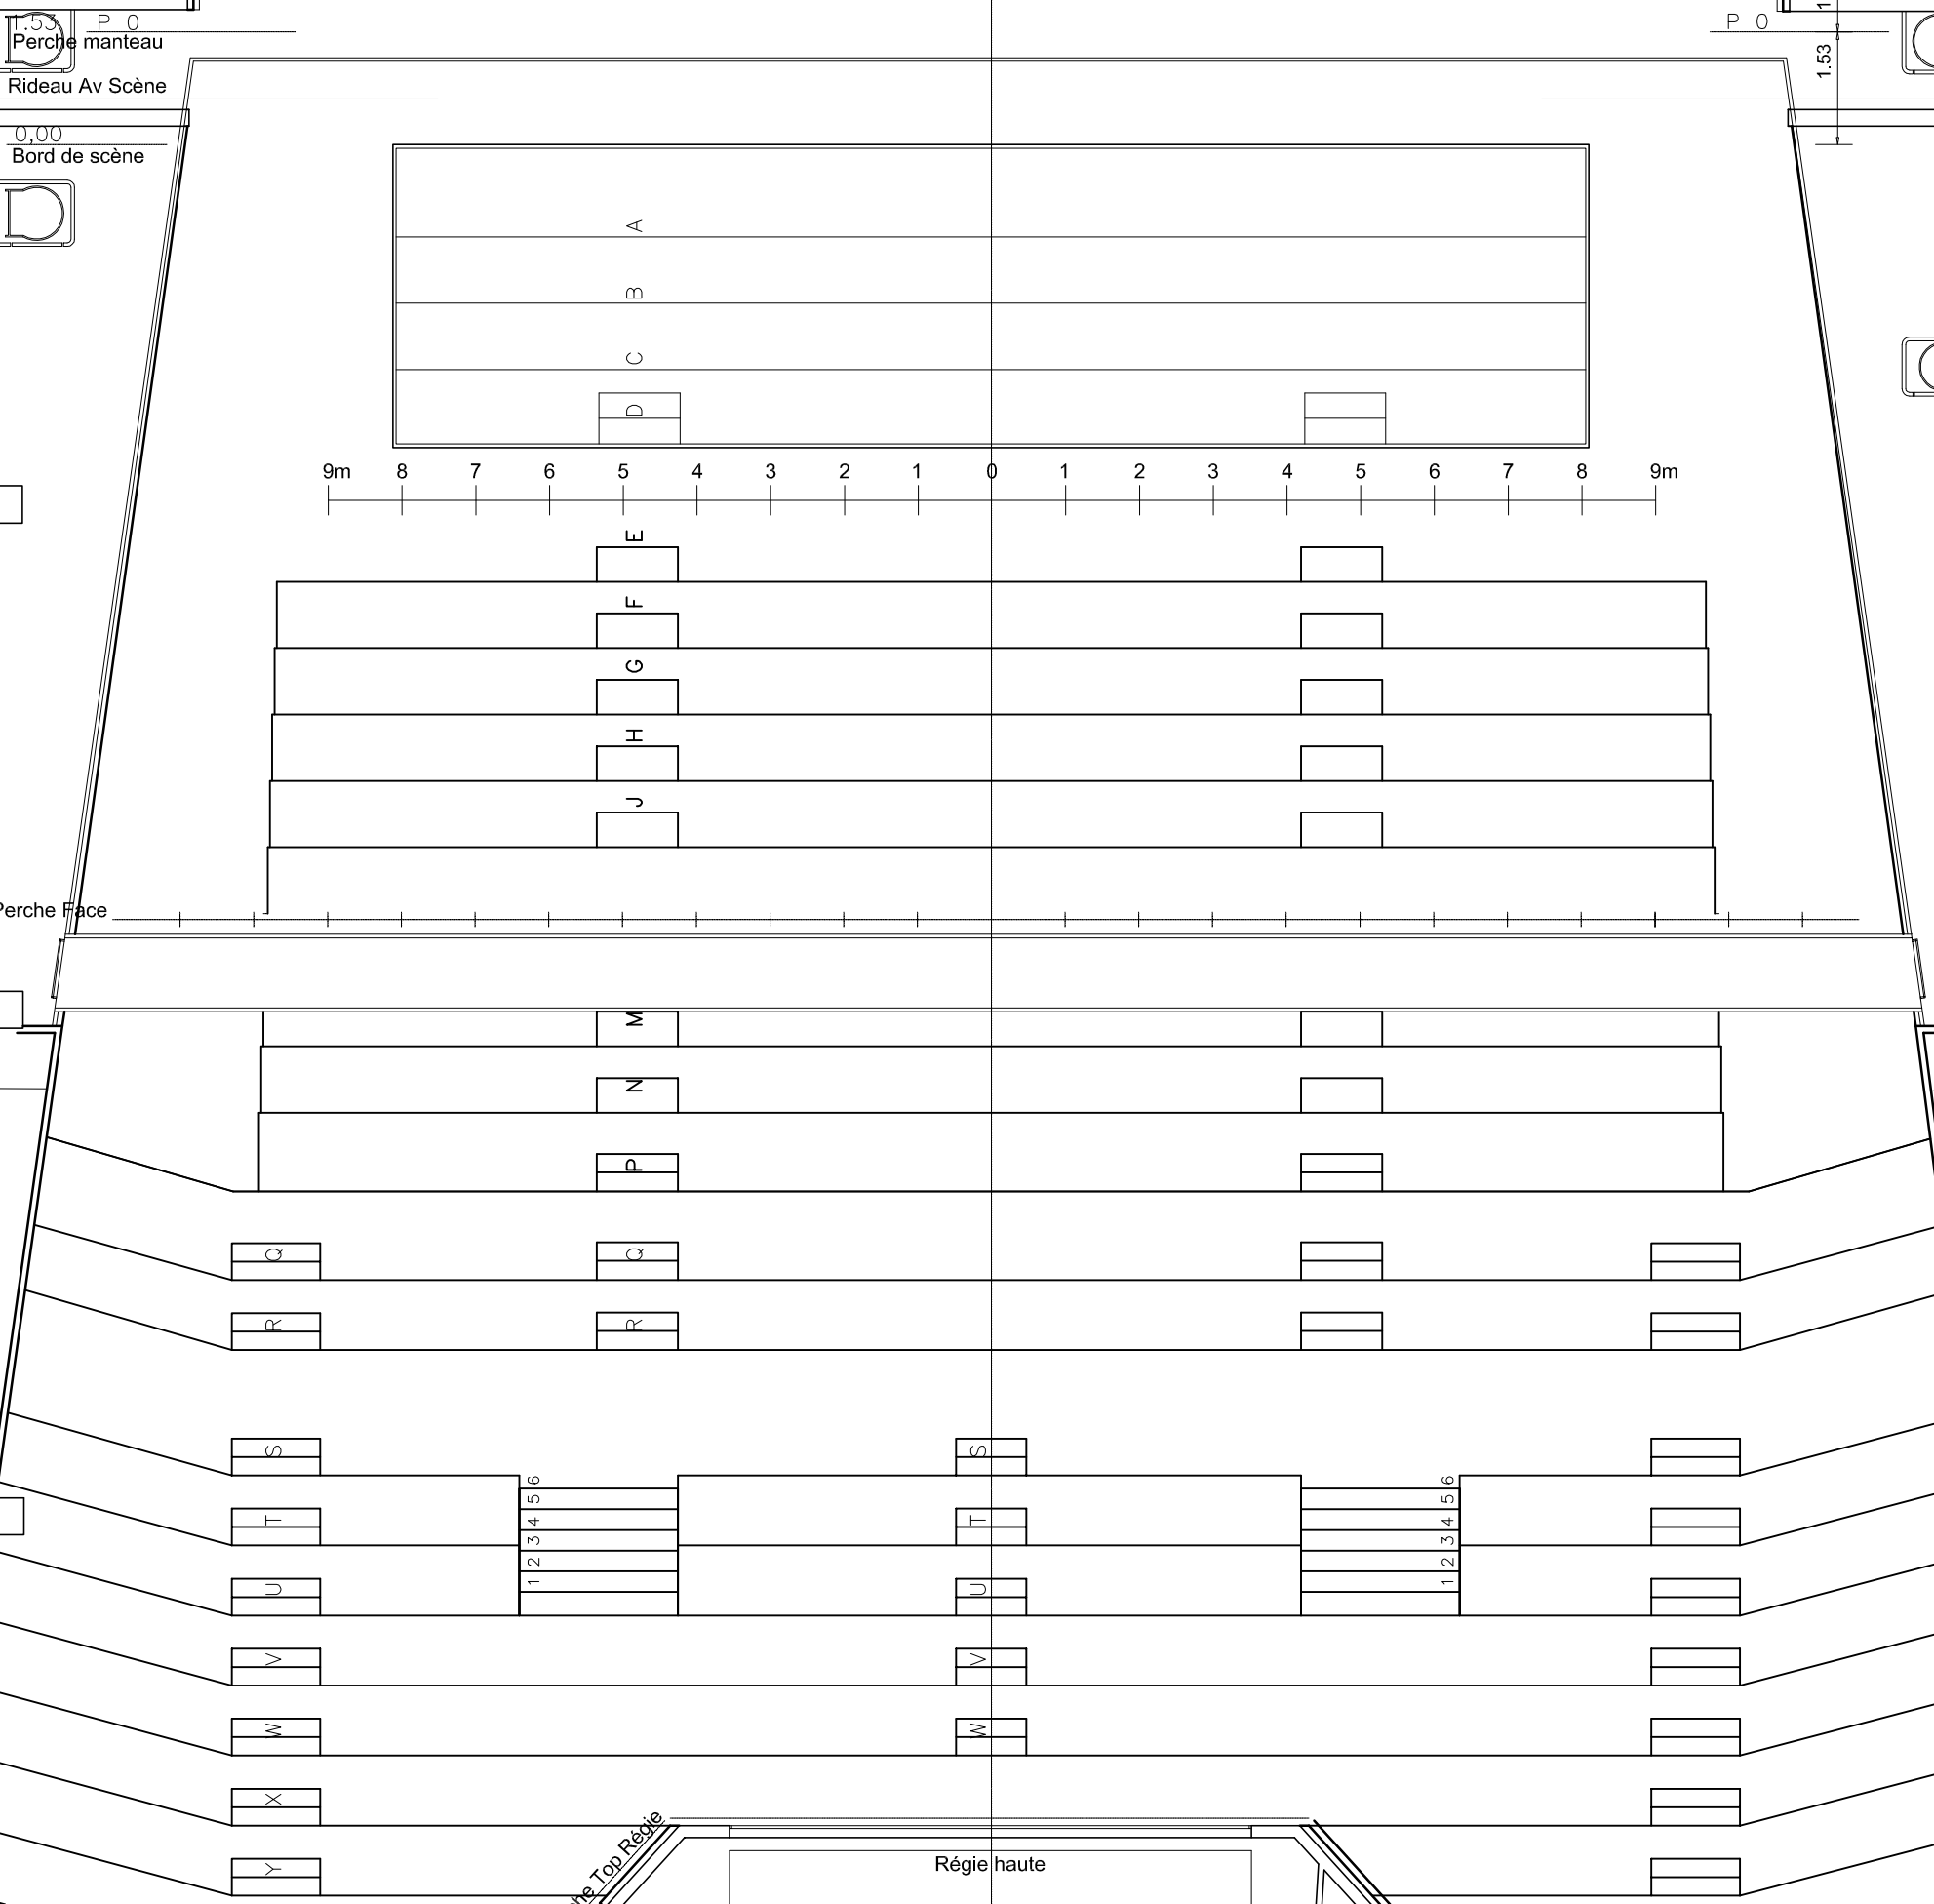 1.53 P 0
Perche manteau
Rideau Av Scène
0,00
Bord de scène
P 0
1.53
A
B
C
D
9m 8 7 6 5 4 3 2 1 0 1 2 3 4 5 6 7 8 9m
E
F
G
H
J
Perche Face
M
N
P
Q Q
R R
S S
6 6
5 5
T 4 T 4
3 3
2 2
U 1 U 1
V V
W W
X
Y
he Top Régie
Régie haute